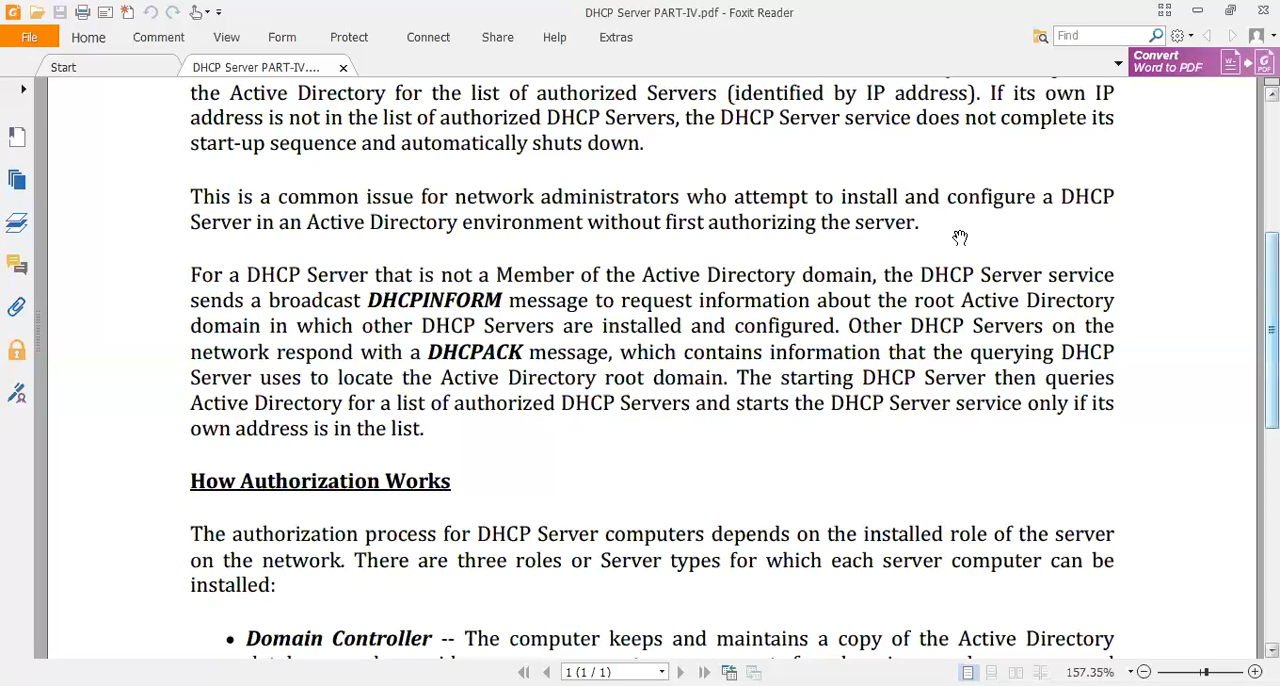 DHCP Server PART-IV.pdf - Foxit Reader
File Home Comment View Form Protect Connect Share Help Extras
Find
Start
DHCP Server PART-IV....
Convert
Word to PDF
PDF
the Active Directory for the list of authorized Servers (identified by IP address). If its own IP
address is not in the list of authorized DHCP Servers, the DHCP Server service does not complete its
start-up sequence and automatically shuts down.
This is a common issue for network administrators who attempt to install and configure a DHCP
Server in an Active Directory environment without first authorizing the server.
For a DHCP Server that is not a Member of the Active Directory domain, the DHCP Server service
sends a broadcast DHCPINFORM message to request information about the root Active Directory
domain in which other DHCP Servers are installed and configured. Other DHCP Servers on the
network respond with a DHCPACK message, which contains information that the querying DHCP
Server uses to locate the Active Directory root domain. The starting DHCP Server then queries
Active Directory for a list of authorized DHCP Servers and starts the DHCP Server service only if its
own address is in the list.
How Authorization Works
The authorization process for DHCP Server computers depends on the installed role of the server
on the network. There are three roles or Server types for which each server computer can be
installed:
• Domain Controller -- The computer keeps and maintains a copy of the Active Directory
1 (1 / 1)
157.35%